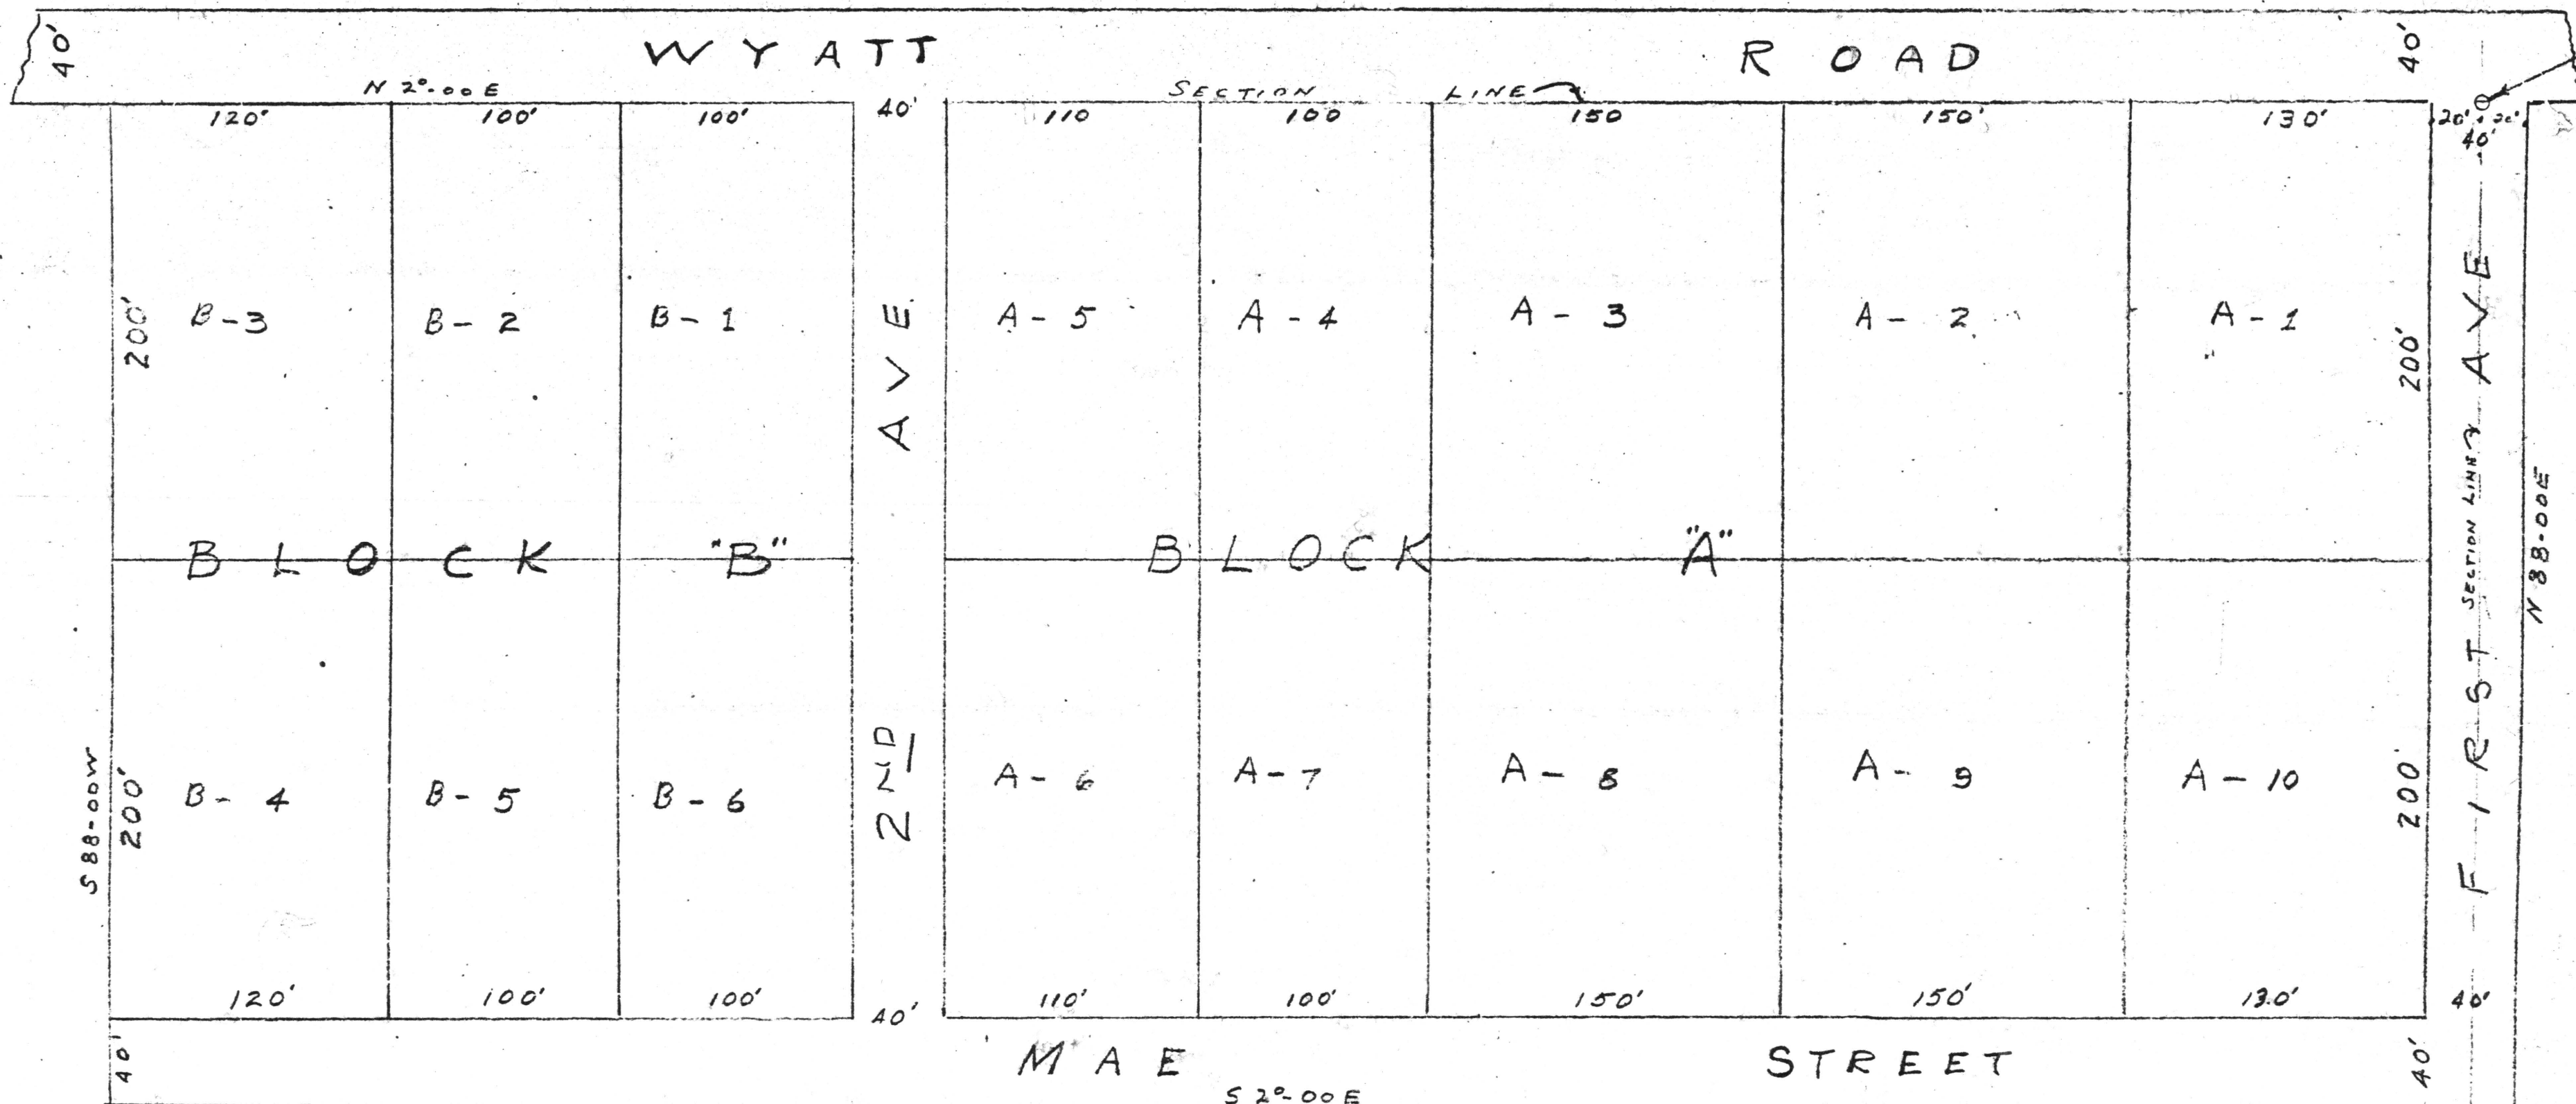 40' WYATT ROAD 40'
N 2°-00 E SECTION LINE
120' 100' 100' 40' 110 100 150 150' 130' 20' 20'
40'
B-3 B-2 B-1 A-5 A-4 A-3 A-2 A-1
200' AVE. 200'
BLOCK "B" BLOCK "A"
FIRST AVE
SECTION LINE
N 88-00E
S 88-00W
200' 2ND 200'
B-4 B-5 B-6 A-6 A-7 A-8 A-9 A-10
120' 100' 100' 40' 110' 100' 150' 150' 130' 40'
40' MAE STREET 40'
S 2°-00 E